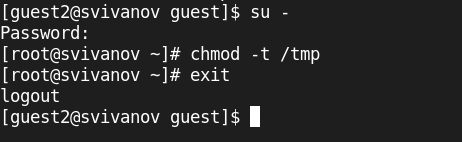 [guest2@svivanov guest]$ su -
Password:
[root@svivanov ~]# chmod -t /tmp
[root@svivanov ~]# exit
logout
[guest2@svivanov guest]$